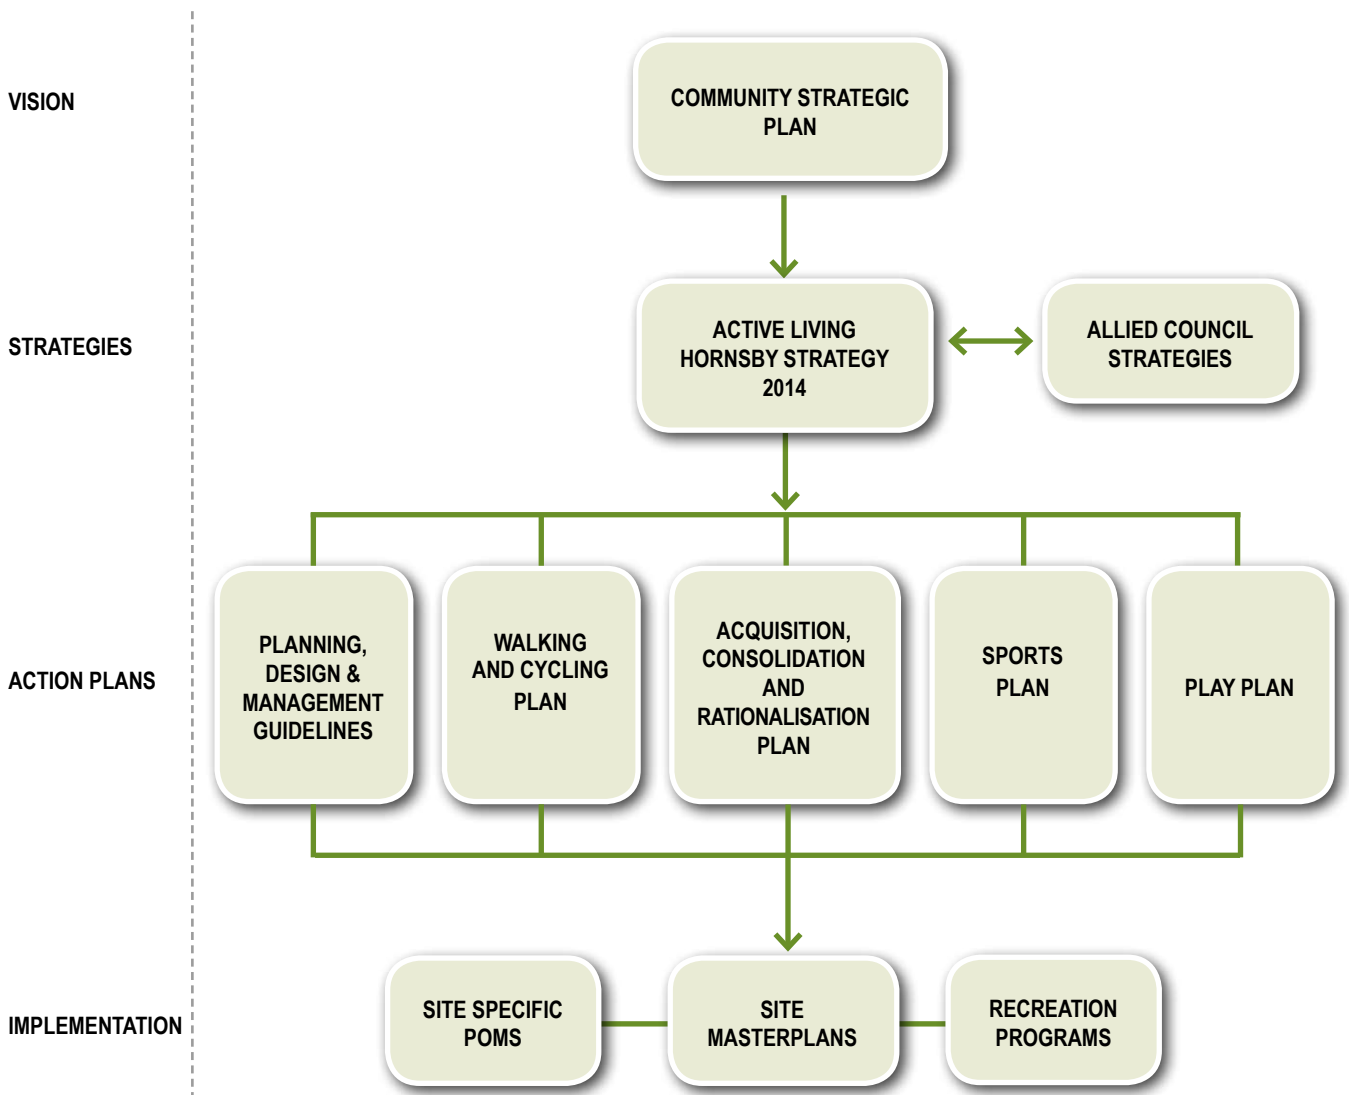 VISION
COMMUNITY STRATEGIC
PLAN
STRATEGIES
ACTIVE LIVING
HORNSBY STRATEGY
2014
ALLIED COUNCIL
STRATEGIES
ACTION PLANS
PLANNING,
DESIGN &
MANAGEMENT
GUIDELINES
WALKING
AND CYCLING
PLAN
ACQUISITION,
CONSOLIDATION
AND
RATIONALISATION
PLAN
SPORTS
PLAN
PLAY PLAN
IMPLEMENTATION
SITE SPECIFIC
POMS
SITE
MASTERPLANS
RECREATION
PROGRAMS